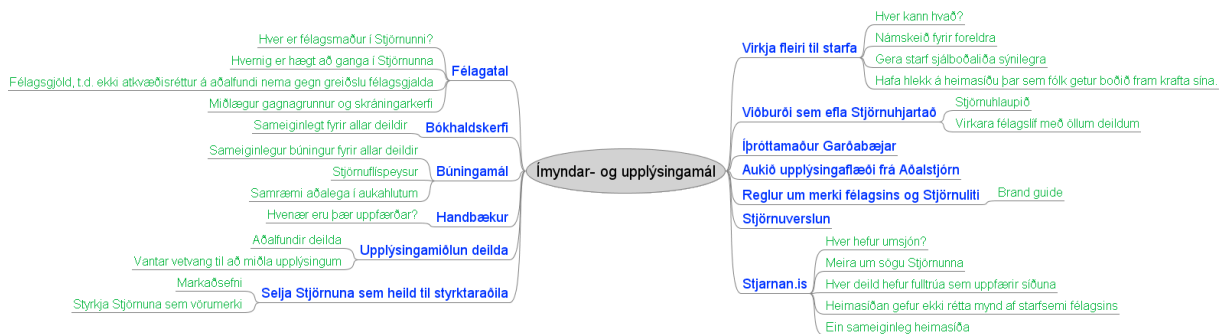 Ímyndar- og upplýsingamál
Félagatal
Hver er félagsmaður í Stjörnunni?
Hvernig er hægt að ganga í Stjörnunna
Félagsgjöld, t.d. ekki atkvæðisréttur á aðalfundi nema gegn greiðslu félagsgjalda
Miðlægur gagnagrunnur og skráningarkerfi
Bókhaldskerfi
Sameiginlegt fyrir allar deildir
Búningamál
Sameiginlegur búningur fyrir allar deildir
Stjörnuflíspeysur
Samræmi aðalega í aukahlutum
Handbækur
Hvenær eru þær uppfærðar?
Upplýsingamiðlun deilda
Aðalfundir deilda
Vantar vetvang til að miðla upplýsingum
Selja Stjörnuna sem heild til styrktaraðila
Markaðsefni
Styrkja Stjörnuna sem vörumerki
Virkja fleiri til starfa
Hver kann hvað?
Námskeið fyrir foreldra
Gera starf sjálboðaliða sýnilegra
Hafa hlekk á heimasíðu þar sem fólk getur boðið fram krafta sína.
Viðburði sem efla Stjörnuhjartað
Stjörnuhlaupið
Virkara félagslíf með öllum deildum
Íþróttamaður Garðabæjar
Aukið upplýsingaflæði frá Aðalstjórn
Reglur um merki félagsins og Stjörnuliti
Brand guide
Stjörnuverslun
Stjarnan.is
Hver hefur umsjón?
Meira um sögu Stjörnunna
Hver deild hefur fulltrúa sem uppfærir síðuna
Heimasíðan gefur ekki rétta mynd af starfsemi félagsins
Ein sameiginleg heimasíða